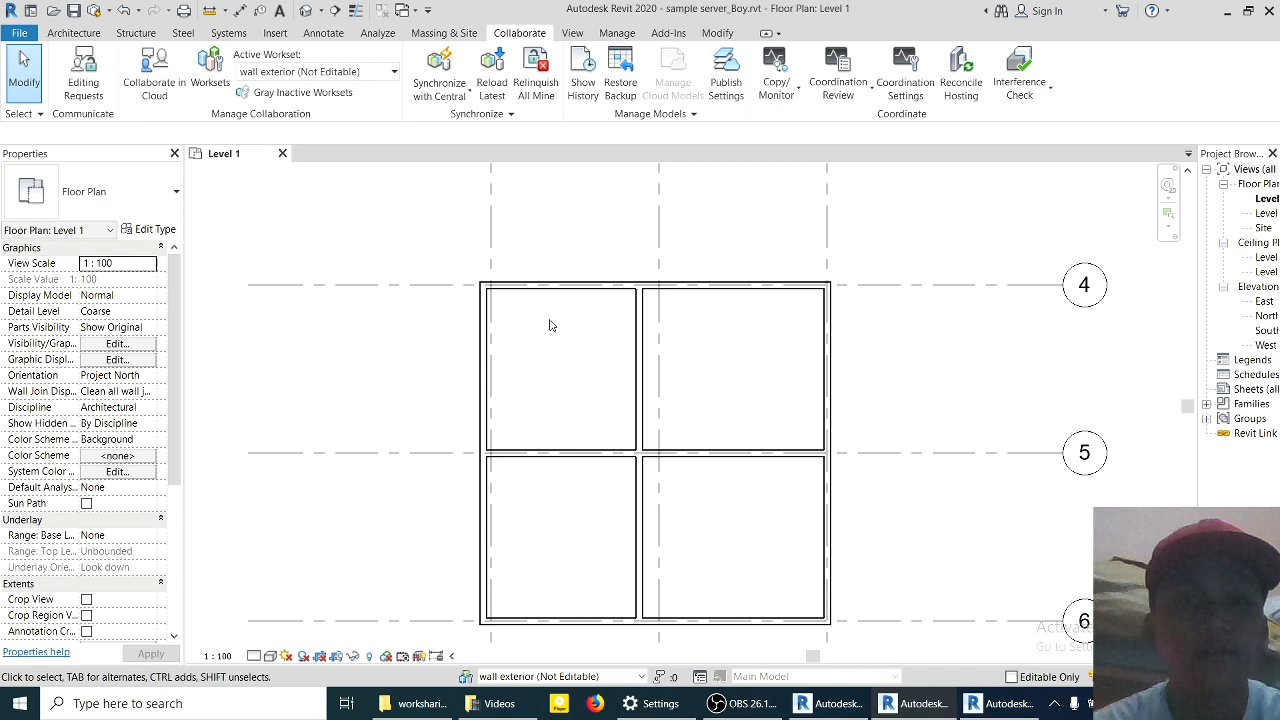 Autodesk Revit 2020 - sample server_Boy.rvt - Floor Plan: Level 1
Sign In
File Architecture Structure Steel Systems Insert Annotate Analyze Massing & Site Collaborate View Manage Add-Ins Modify
Modify
Editing Requests
Collaborate in Cloud
Worksets
Active Workset:
wall exterior (Not Editable)
Gray Inactive Worksets
Synchronize with Central
Reload Latest
Relinquish All Mine
Show History
Restore Backup
Manage Cloud Models
Publish Settings
Copy/ Monitor
Coordination Review
Coordination Settings
Reconcile Hosting
Interference Check
Select Communicate Manage Collaboration Synchronize Manage Models Coordinate
Properties
Level 1
Project Brow...
Floor Plan
Floor Plan: Level 1 Edit Type
Graphics
View Scale 1 : 100
Scale Value 1: 100
Display Model Normal
Detail Level Coarse
Parts Visibility Show Original
Visibility/Grap... Edit...
Graphic Displ... Edit...
Orientation Project North
Wall Join Disp... Clean all wall j...
Discipline Architectural
Show Hidden ... By Discipline
Color Scheme ... Background
Color Scheme <none>
System Color ... Edit...
Default Analys... None
Sun Path
Underlay
Range: Base L... None
Range: Top Le... Unbounded
Underlay Orie... Look down
Extents
Crop View
Crop Region V...
Annotation Cr...
Properties help Apply
4
5
6
Views (all
Floor Plan
Level
Level
Site
Ceiling Pl
Level
Level
Elevation
East
North
South
West
Legends
Schedules
Sheets (all
Families
Groups
Revit Link
1 : 100
Click to select, TAB for alternates, CTRL adds, SHIFT unselects.
wall exterior (Not Editable)
:0
Main Model
Editable Only
Type here to search
workshari...
Videos
Settings
OBS 26.1....
Autodesk...
Autodesk...
Autodesk...